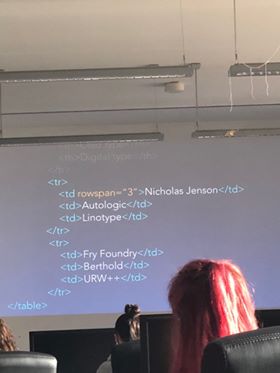 <th>Digital type</th>
</tr>
<tr>
<td rowspan="3">Nicholas Jenson</td>
<td>Autologic</td>
<td>Linotype</td>
</tr>
<tr>
<td>Fry Foundry</td>
<td>Berthold</td>
<td>URW++</td>
</tr>
</table>